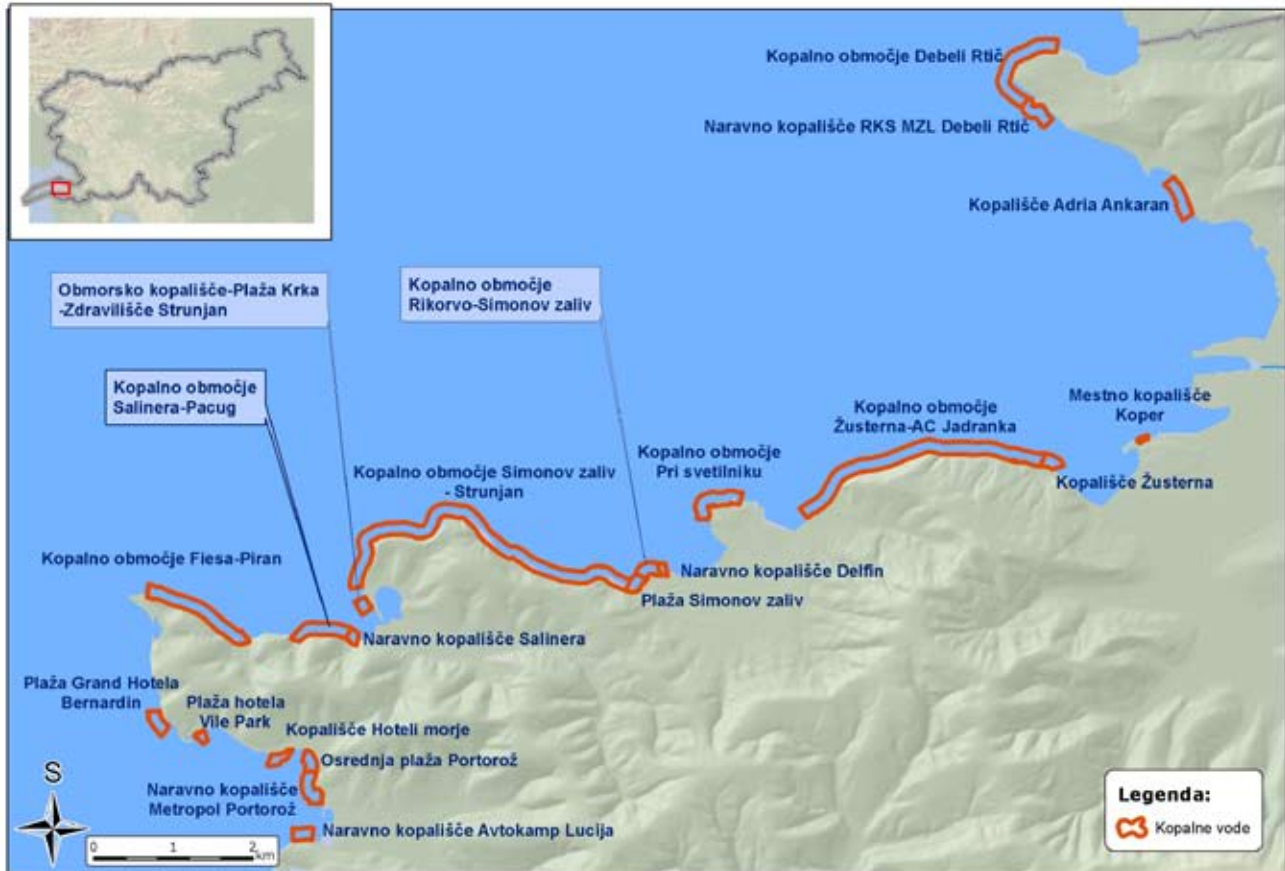 Kopalno območje Debeli Rtič
Naravno kopališče RKS MZL Debeli Rtič
Kopališče Adria Ankaran
Obmorsko kopališče-Plaža Krka
-Zdravilišče Strunjan
Kopalno območje
Rikorvo-Simonov zaliv
Kopalno območje
Salinera-Pacug
Mestno kopališče
Koper
Kopalno območje
Žusterna-AC Jadranka
Kopalno območje
Pri svetilniku
Kopališče Žusterna
Kopalno območje Simonov zaliv
- Strunjan
Kopalno območje Fiesa-Piran
Naravno kopališče Delfin
Plaža Simonov zaliv
Naravno kopališče Salinera
Plaža Grand Hotela
Bernardin
Plaža hotela
Vile Park
Kopališče Hoteli morje
Osrednja plaža Portorož
Naravno kopališče
Metropol Portorož
Naravno kopališče Avtokamp Lucija
S
0 1 2
km
Legenda:
Kopalne vode